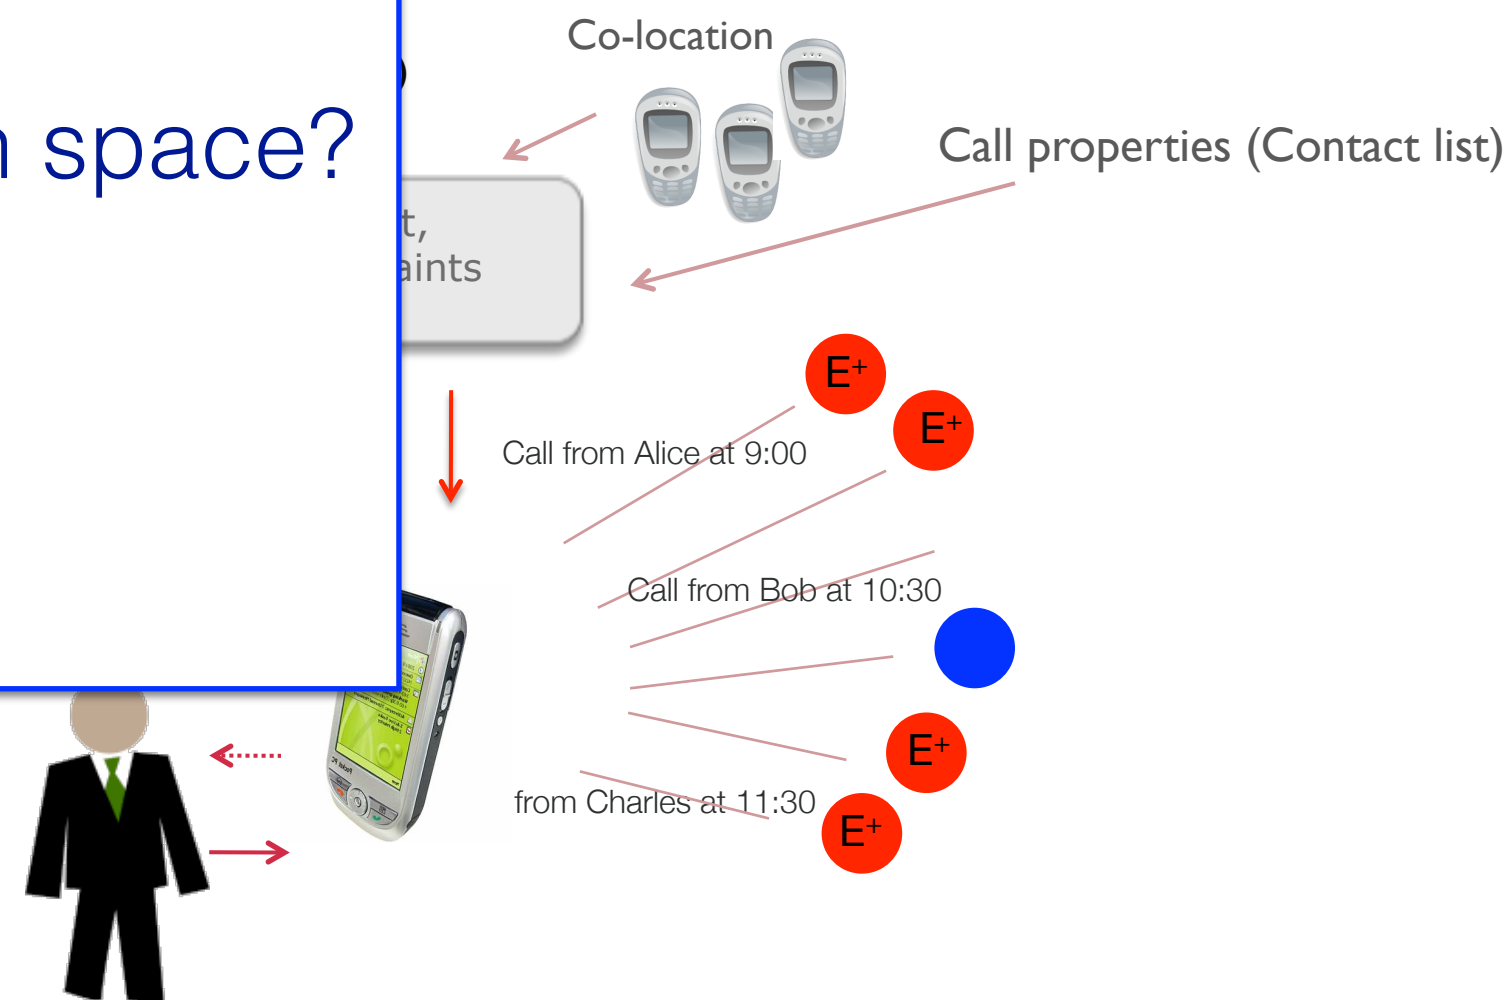 Co-location
n space?
Call properties (Contact list)
t,
aints
E+
E+
Call from Alice at 9:00
Call from Bob at 10:30
E+
from Charles at 11:30
E+